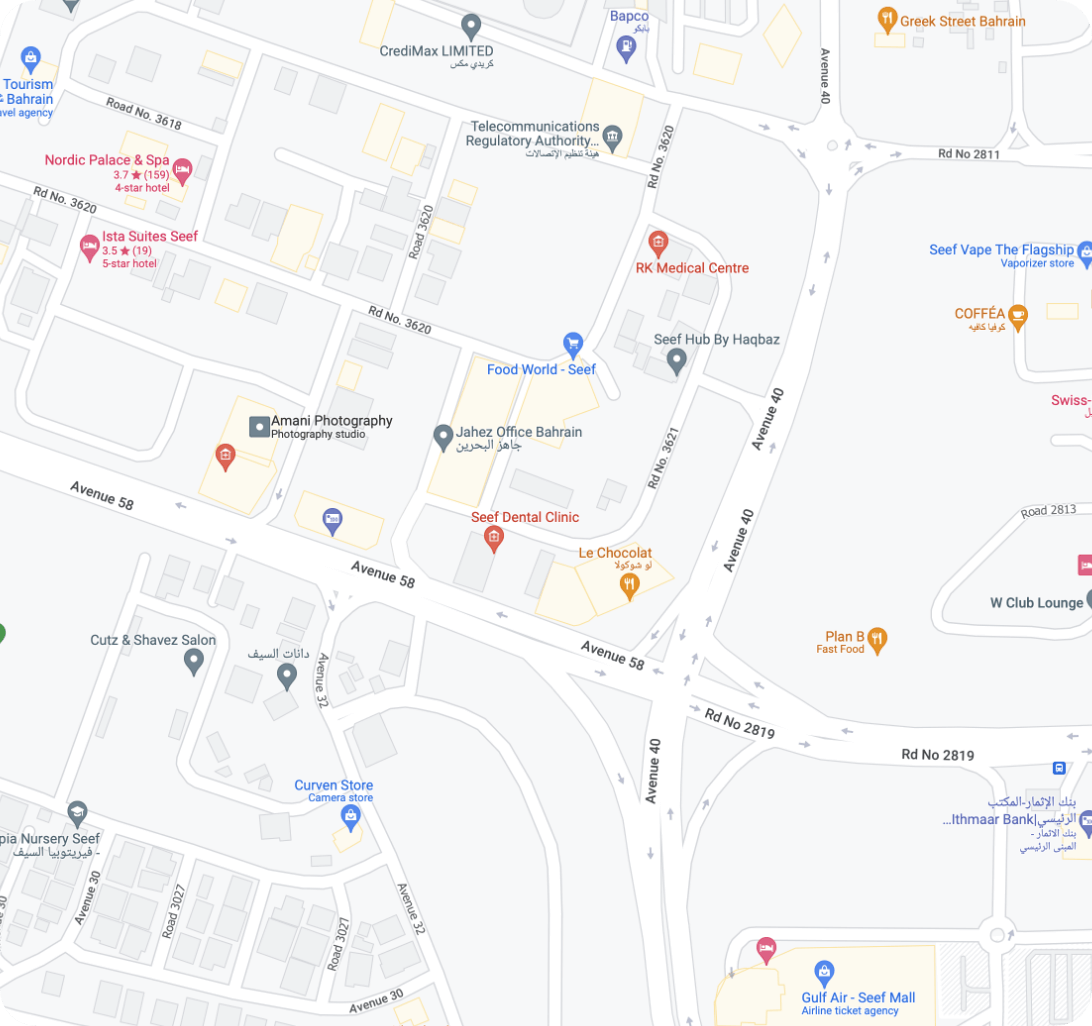 Bapco
بابكو
Greek Street Bahrain
CrediMax LIMITED
كريدي مكس
Avenue 40
Tourism
Bahrain
avel agency
Road No. 3618
Telecommunications
Regulatory Authority...
هيئة تنظيم الإتصالات
Rd No. 3620
Rd No 2811
Nordic Palace & Spa
3.7 ★ (159)
4-star hotel
Rd No. 3620
Ista Suites Seef
3.5 ★ (19)
5-star hotel
Road 3620
RK Medical Centre
Seef Vape The Flagship
Vaporizer store
COFFÉA
كوفيا كافيه
Rd No. 3620
Seef Hub By Haqbaz
Food World - Seef
Swiss-
Avenue 40
Amani Photography
Photography studio
Jahez Office Bahrain
جاهز البحرين
Rd No. 3621
Avenue 58
Road 2813
Seef Dental Clinic
Avenue 40
Le Chocolat
لو شوكولا
Avenue 58
W Club Lounge
Plan B
Fast Food
Cutz & Shavez Salon
دانات السيف
Avenue 58
Avenue 32
Rd No 2819
Rd No 2819
Avenue 40
Curven Store
Camera store
بنك الإثمار-المكتب
الرئيسي|Ithmaar Bank...
بنك الاثمار -
المبنى الرئيسي
pia Nursery Seef
- فيريتوبيا السيف
Avenue 30
Road 3027
Avenue 32
Road 3027
Avenue 30
Avenue 40
Gulf Air - Seef Mall
Airline ticket agency